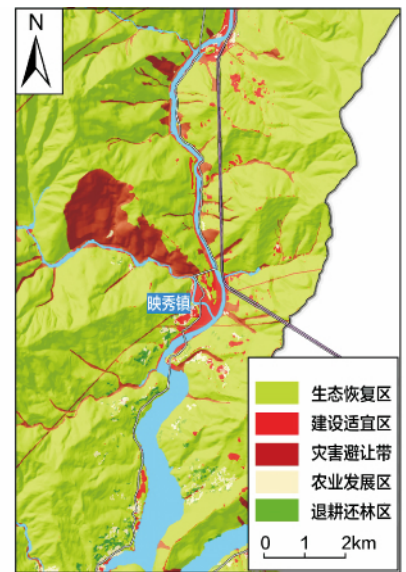 N
映秀镇
生态恢复区
建设适宜区
灾害避让带
农业发展区
退耕还林区
0 1 2km